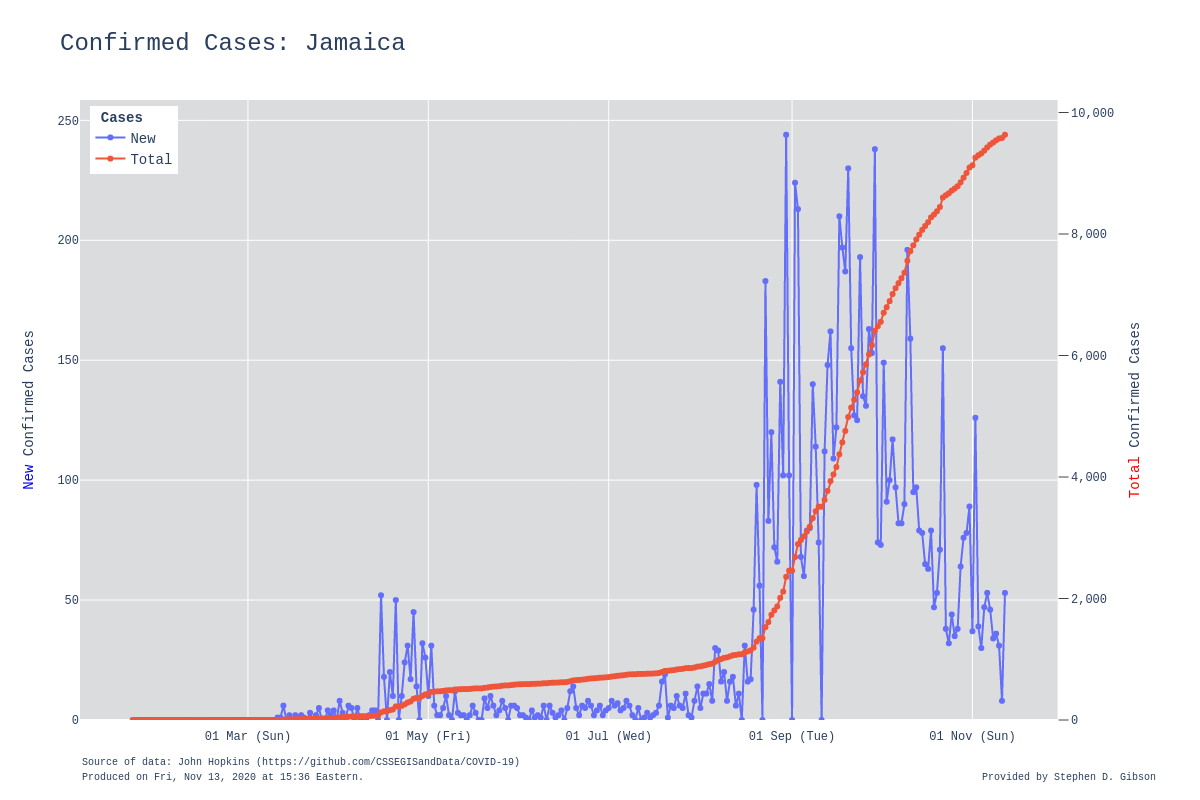 Confirmed Cases: Jamaica
Cases
New
Total
250
200
150
100
50
0
10,000
8,000
6,000
4,000
2,000
0
New Confirmed Cases
Total Confirmed Cases
01 Mar (Sun)
01 May (Fri)
01 Jul (Wed)
01 Sep (Tue)
01 Nov (Sun)
Source of data: John Hopkins (https://github.com/CSSEGISandData/COVID-19)
Produced on Fri, Nov 13, 2020 at 15:36 Eastern.
Provided by Stephen D. Gibson